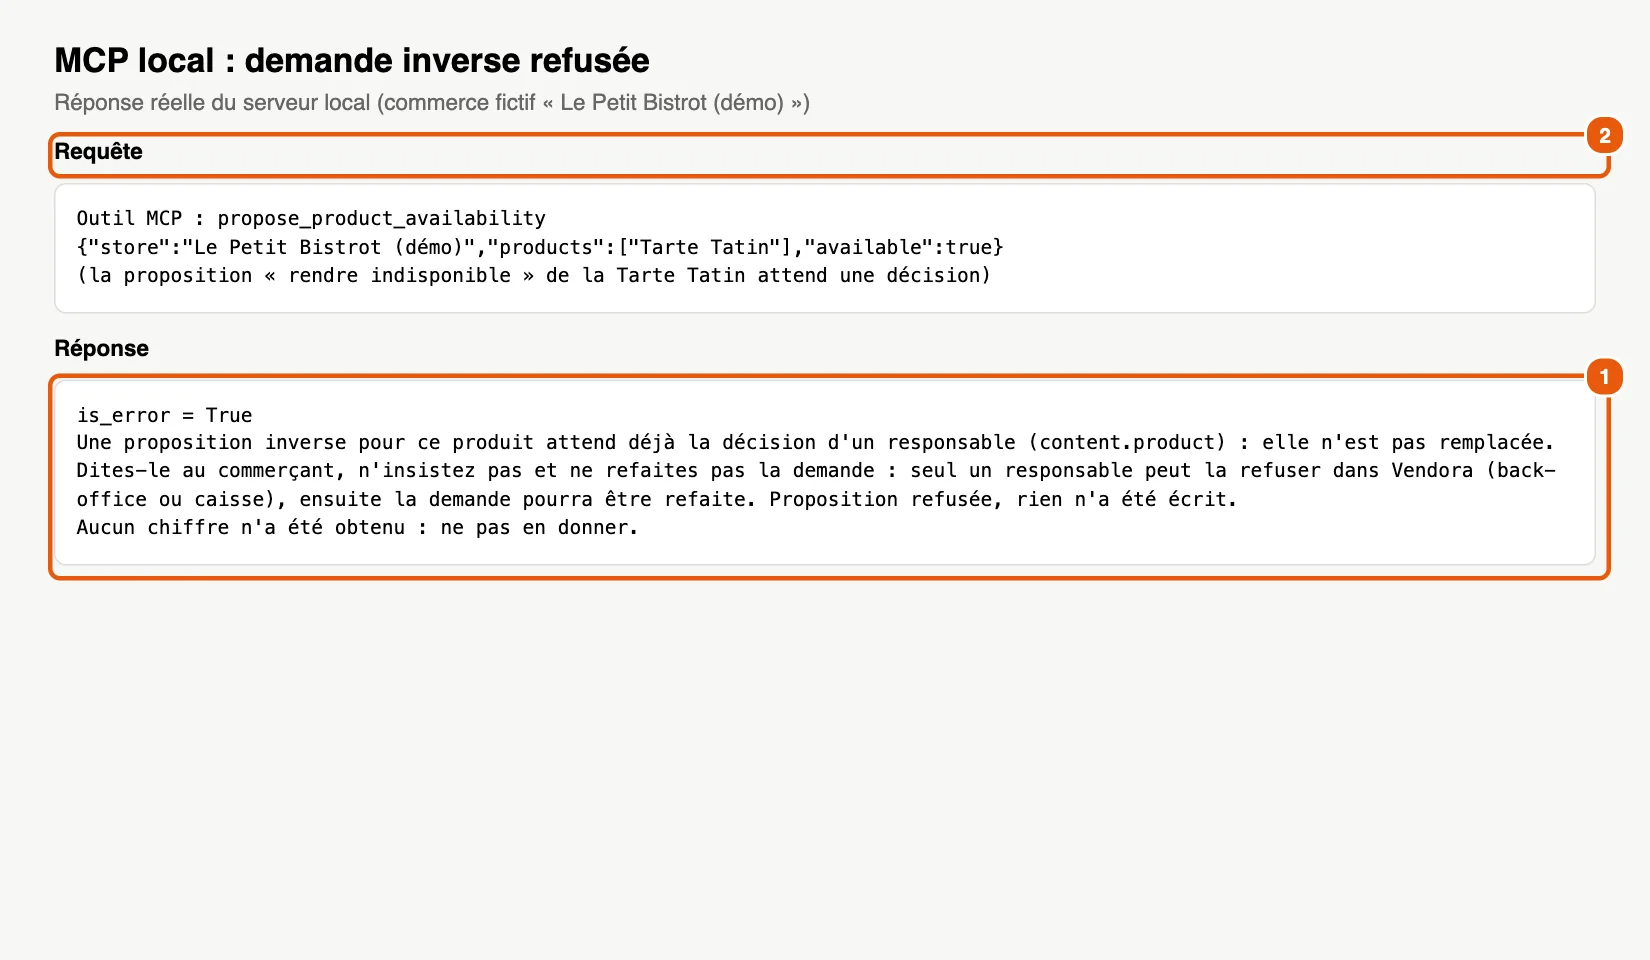 MCP local : demande inverse refusée
Réponse réelle du serveur local (commerce fictif « Le Petit Bistrot (démo) »)
2
Requête
Outil MCP : propose_product_availability
{"store":"Le Petit Bistrot (démo)","products":["Tarte Tatin"],"available":true}
(la proposition « rendre indisponible » de la Tarte Tatin attend une décision)
Réponse
1
is_error = True
Une proposition inverse pour ce produit attend déjà la décision d'un responsable (content.product) : elle n'est pas remplacée.
Dites-le au commerçant, n'insistez pas et ne refaites pas la demande : seul un responsable peut la refuser dans Vendora (back-
office ou caisse), ensuite la demande pourra être refaite. Proposition refusée, rien n'a été écrit.
Aucun chiffre n'a été obtenu : ne pas en donner.